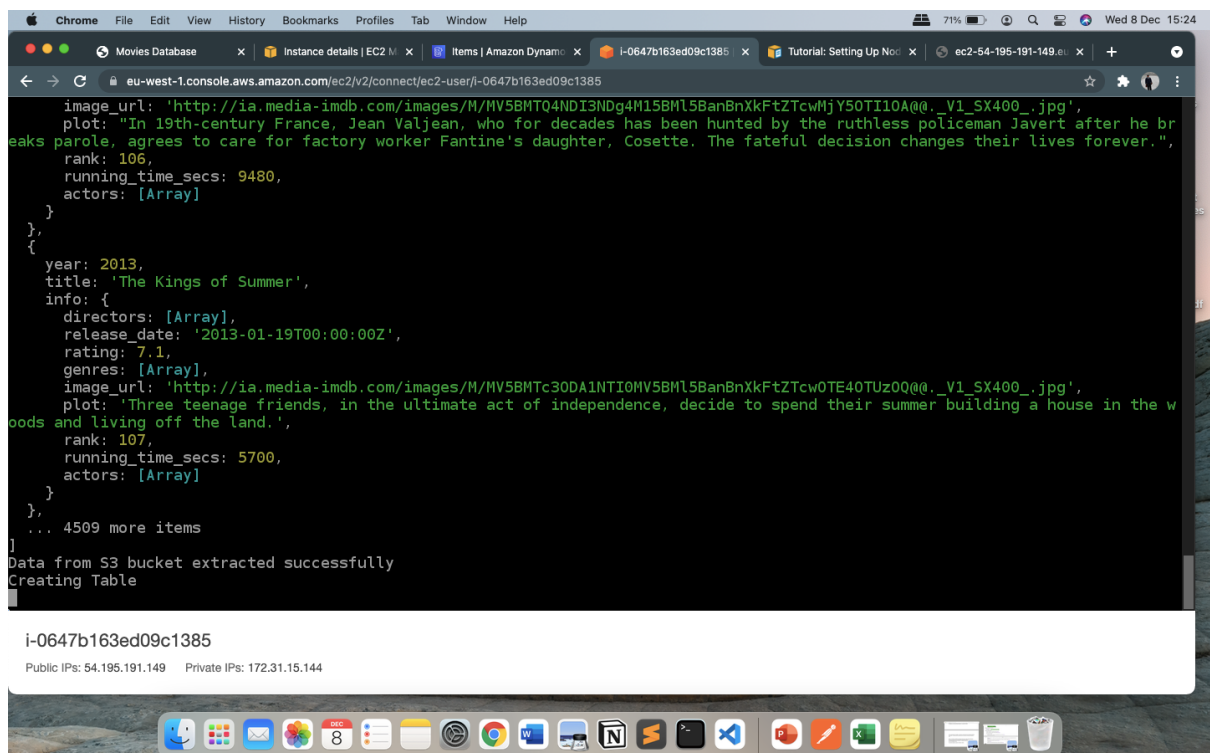 Chrome File Edit View History Bookmarks Profiles Tab Window Help 71% Wed 8 Dec 15:24
Movies Database Instance details | EC2 M Items | Amazon Dynamo i-0647b163ed09c1385 Tutorial: Setting Up Nod ec2-54-195-191-149.eu
eu-west-1.console.aws.amazon.com/ec2/v2/connect/ec2-user/i-0647b163ed09c1385
image_url: 'http://ia.media-imdb.com/images/M/MV5BMTQ4NDI3NDg4M15BMl5BanBnXkFtZTcwMjY5OTI1OA@@._V1_SX400_.jpg',
plot: "In 19th-century France, Jean Valjean, who for decades has been hunted by the ruthless policeman Javert after he br
eaks parole, agrees to care for factory worker Fantine's daughter, Cosette. The fateful decision changes their lives forever.",
rank: 106,
running_time_secs: 9480,
actors: [Array]
}
},
{
year: 2013,
title: 'The Kings of Summer',
info: {
directors: [Array],
release_date: '2013-01-19T00:00:00Z',
rating: 7.1,
genres: [Array],
image_url: 'http://ia.media-imdb.com/images/M/MV5BMTc3ODA1NTI0MV5BMl5BanBnXkFtZTcwOTE4OTUzOQ@@._V1_SX400_.jpg',
plot: 'Three teenage friends, in the ultimate act of independence, decide to spend their summer building a house in the w
oods and living off the land.',
rank: 107,
running_time_secs: 5700,
actors: [Array]
}
},
... 4509 more items
]
Data from S3 bucket extracted successfully
Creating Table
i-0647b163ed09c1385
Public IPs: 54.195.191.149 Private IPs: 172.31.15.144
DEC
8